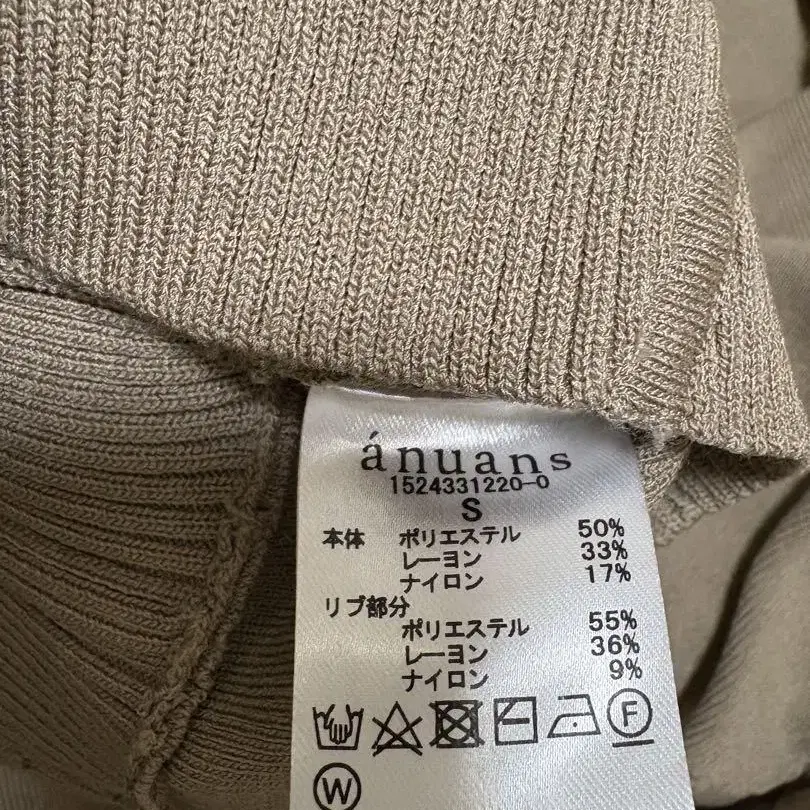 ánuans
1524331220-0
S
本体 ポリエステル 50%
レーヨン 33%
ナイロン 17%
リブ部分
ポリエステル 55%
レーヨン 36%
ナイロン 9%
F
W